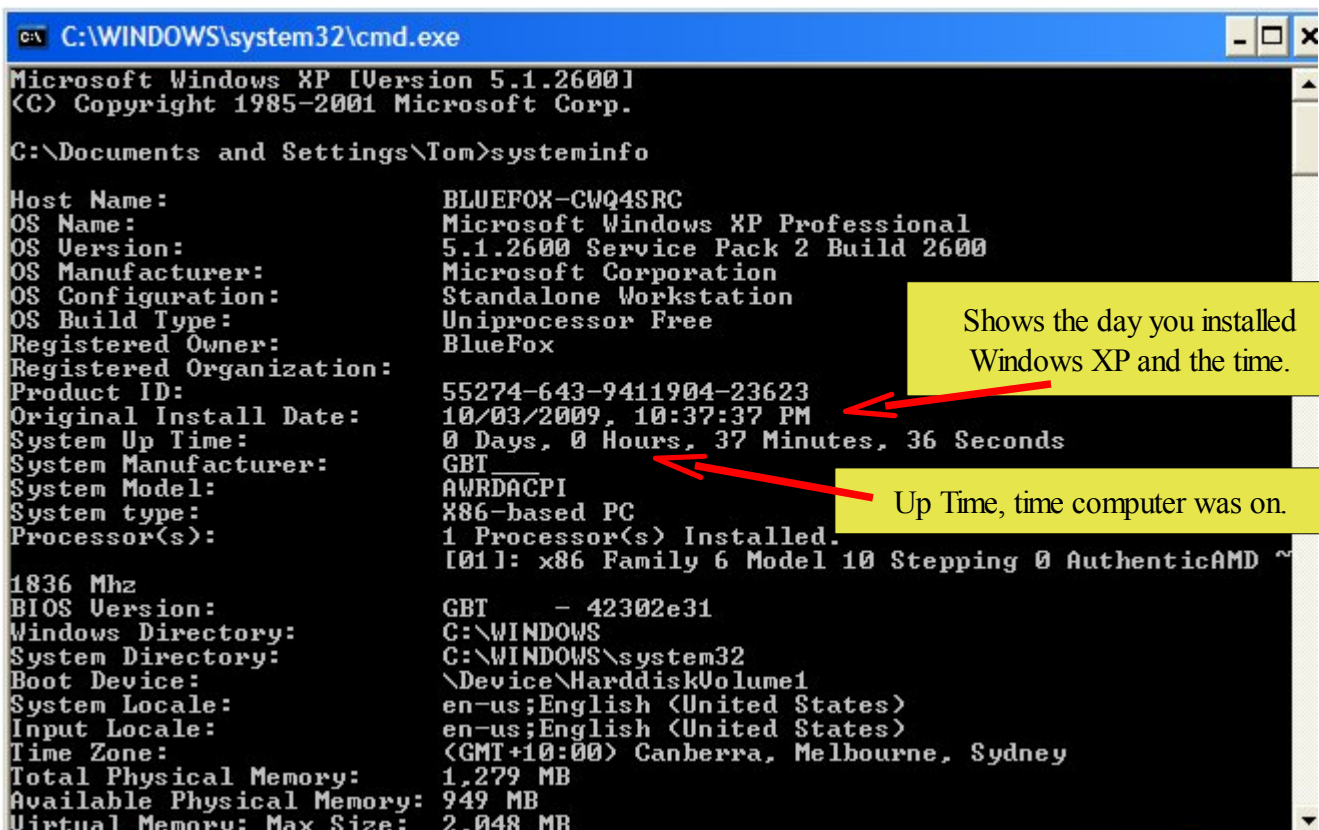 C:\WINDOWS\system32\cmd.exe
Microsoft Windows XP [Version 5.1.2600]
(C) Copyright 1985-2001 Microsoft Corp.
C:\Documents and Settings\Tom>systeminfo
Host Name: BLUEFOX-CWQ4SRC
OS Name: Microsoft Windows XP Professional
OS Version: 5.1.2600 Service Pack 2 Build 2600
OS Manufacturer: Microsoft Corporation
OS Configuration: Standalone Workstation
OS Build Type: Uniprocessor Free
Registered Owner: BlueFox
Registered Organization:
Product ID: 55274-643-9411904-23623
Original Install Date: 10/03/2009, 10:37:37 PM
System Up Time: 0 Days, 0 Hours, 37 Minutes, 36 Seconds
System Manufacturer: GBT___
System Model: AWRDACPI
System type: X86-based PC
Processor(s): 1 Processor(s) Installed.
[01]: x86 Family 6 Model 10 Stepping 0 AuthenticAMD ~
1836 Mhz
BIOS Version: GBT - 42302e31
Windows Directory: C:\WINDOWS
System Directory: C:\WINDOWS\system32
Boot Device: \Device\HarddiskVolume1
System Locale: en-us;English (United States)
Input Locale: en-us;English (United States)
Time Zone: (GMT+10:00) Canberra, Melbourne, Sydney
Total Physical Memory: 1,279 MB
Available Physical Memory: 949 MB
Virtual Memory: Max Size: 2,048 MB
Shows the day you installed
Windows XP and the time.
Up Time, time computer was on.